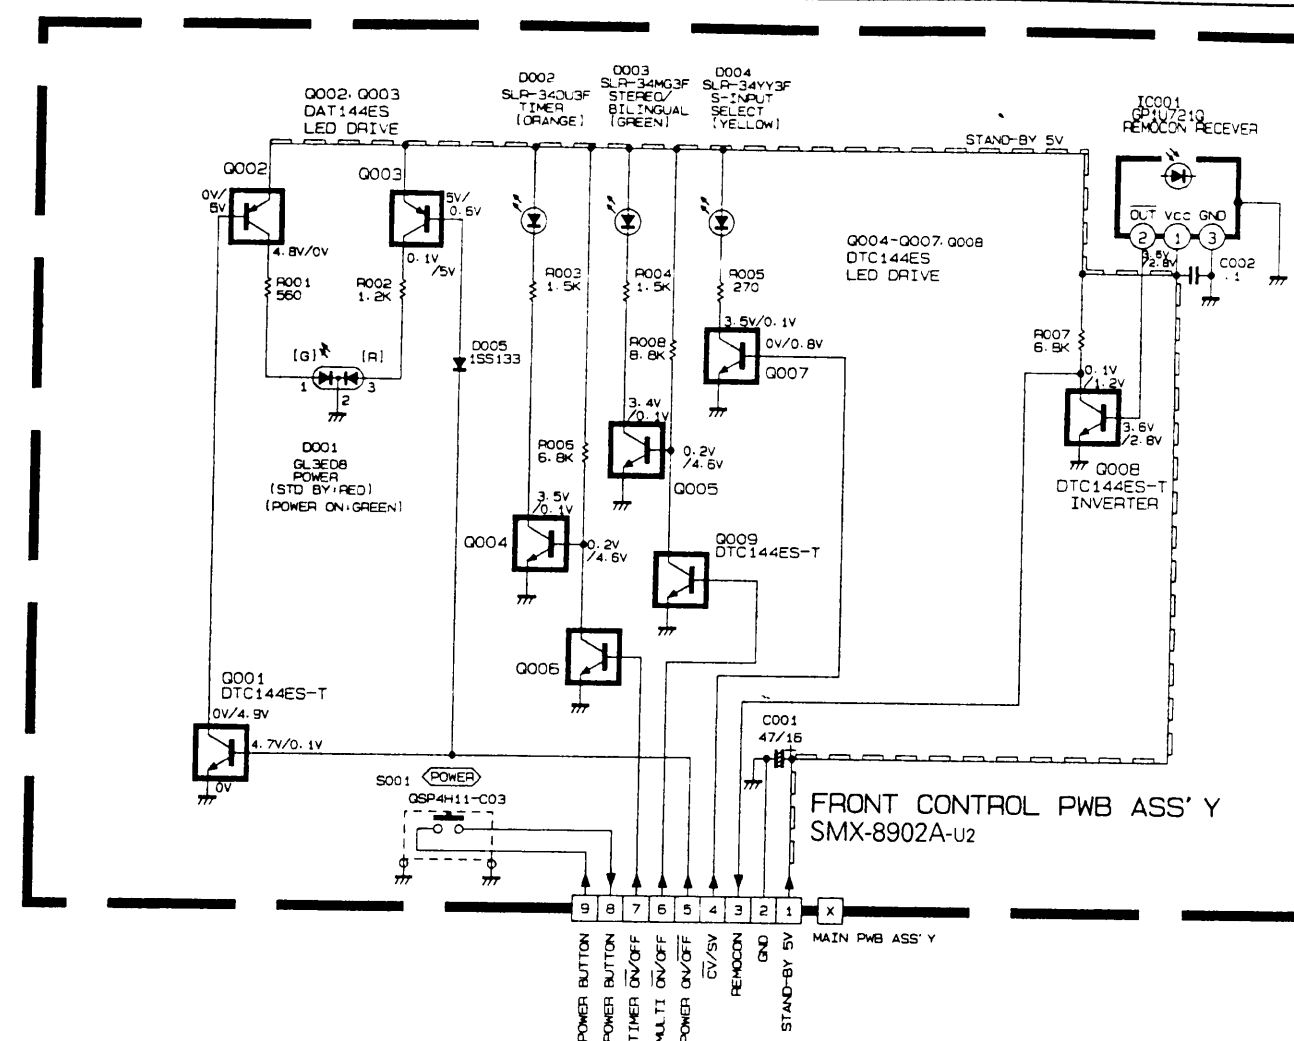 D002
SLR-34DU3F
TIMER
(ORANGE)
D003
SLR-34MG3F
STEREO/
BILINGUAL
(GREEN)
D004
SLR-34YY3F
S-INPUT
SELECT
(YELLOW)
Q002, Q003
DAT144ES
LED DRIVE
IC001
GP1U721Q
REMOCON RECEVER
STAND-BY 5V
Q002
0V/
5V
4.8V/0V
Q003
5V/
0.6V
0.1V
/5V
OUT VCC GND
2 1 3
3.6V
/2.8V
C002
.1
Q004-Q007, Q008
DTC144ES
LED DRIVE
R001
560
R002
1.2K
R003
1.5K
R004
1.5K
R005
270
3.5V/0.1V
0V/0.8V
Q007
R007
6.8K
0.1V
/1.2V
3.6V
/2.8V
Q008
DTC144ES-T
INVERTER
D005
1SS133
R008
8.8K
(G) (R)
1 2 3
D001
GL3ED8
POWER
(STD BY:RED)
(POWER ON:GREEN)
3.4V
/0.1V
0.2V
/4.6V
Q005
R006
6.8K
3.5V
/0.1V
Q004
0.2V
/4.6V
Q009
DTC144ES-T
Q006
Q001
DTC144ES-T
0V/4.9V
4.7V/0.1V
0V
C001
47/16
S001
POWER
QSP4H11-C03
FRONT CONTROL PWB ASS'Y
SMX-8902A-U2
9 8 7 6 5 4 3 2 1 X
MAIN PWB ASS'Y
POWER BUTTON
POWER BUTTON
TIMER ON/OFF
MULTI ON/OFF
POWER ON/OFF
CV/SV
REMOCON
GND
STAND-BY 5V